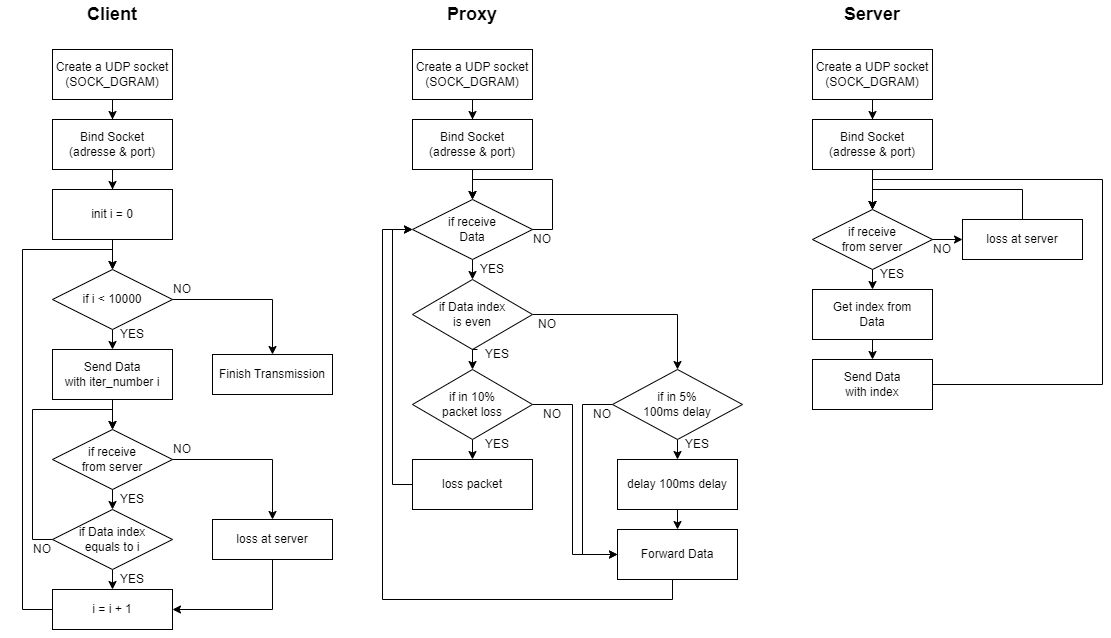 Client
Create a UDP socket
(SOCK_DGRAM)
Bind Socket
(adresse & port)
init i = 0
if i < 10000
NO
YES
Send Data
with iter_number i
Finish Transmission
if receive
from server
NO
YES
if Data index
equals to i
NO
YES
loss at server
i = i + 1
Proxy
Create a UDP socket
(SOCK_DGRAM)
Bind Socket
(adresse & port)
if receive
Data
NO
YES
if Data index
is even
NO
YES
if in 10%
packet loss
NO
YES
loss packet
if in 5%
100ms delay
NO
YES
delay 100ms delay
Forward Data
Server
Create a UDP socket
(SOCK_DGRAM)
Bind Socket
(adresse & port)
if receive
from server
NO
YES
loss at server
Get index from
Data
Send Data
with index